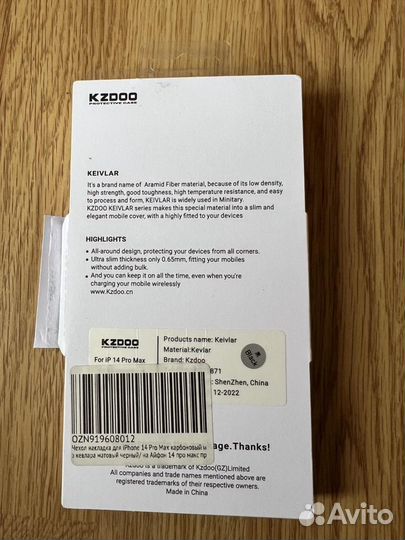 KZDOO
PROTECTIVE CASE
KEIVLAR
It's a brand name of Aramid Fiber material, because of its low density,
high strength, good toughness, high temperature resistance, and easy
to process and form, KEIVLAR is widely used in Minitary.
KZDOO KEIVLAR series makes this special material into a slim and
elegant mobile cover, with a highly fitted to your devices
HIGHLIGHTS
• All-around design, protecting your devices from all corners.
• Ultra slim thickness only 0.65mm, fitting your mobiles
without adding bulk.
• And you can keep it on all the time, even when you're
charging your mobile wirelessly
www.Kzdoo.cn
KZDOO
PROTECTIVE CASE
For iP 14 Pro Max
Products name: Keivlar
Material:Kevlar
Brand: Kzdoo
871
: ShenZhen, China
12-2022
黑
Black
OZN919608012
Чехол накладка для iPhone 14 Pro Max карбоновый и
з кевлара матовый черный/ на Айфон 14 про макс пр
age.Thanks!
Kzdoo is a trademark of Kzdoo(GZ)Limited
All companies and trade names mentioned above are
registered trademarks of their respective owners.
Made in China
Avito